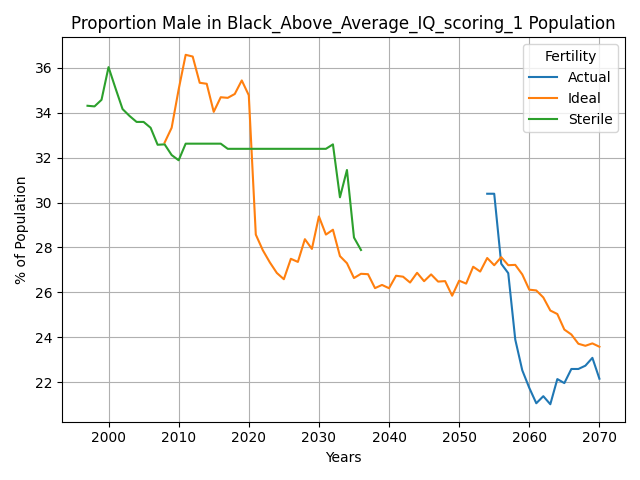 Proportion Male in Black_Above_Average_IQ_scoring_1 Population
Fertility
Actual
Ideal
Sterile
% of Population
36
34
32
30
28
26
24
22
2000 2010 2020 2030 2040 2050 2060 2070
Years